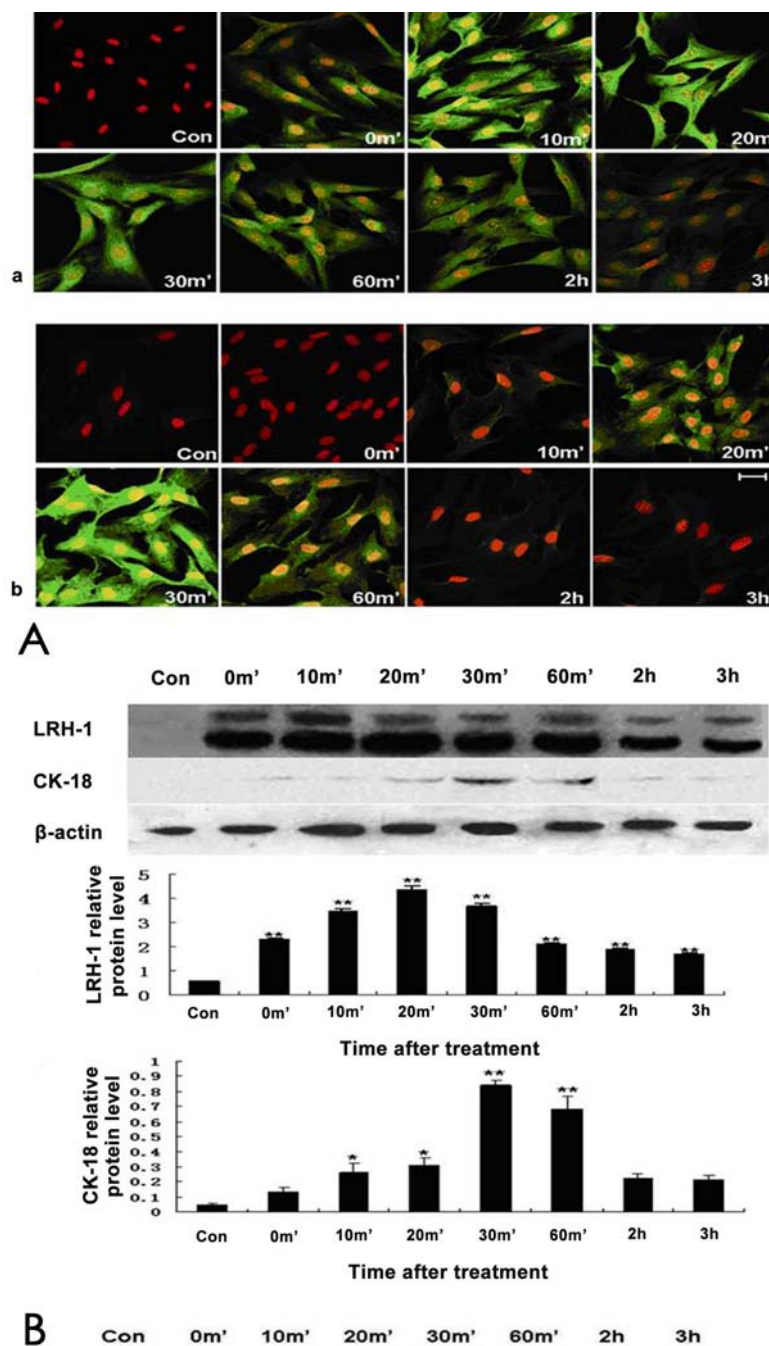 Con 0m' 10m' 20m'
30m' 60m' 2h 3h
a
Con 0m' 10m' 20m'
30m' 60m' 2h 3h
b
A
Con 0m' 10m' 20m' 30m' 60m' 2h 3h
LRH-1
CK-18
β-actin
LRH-1 relative
protein level
5
4
3
2
1
0
** ** ** ** ** ** **
Con 0m' 10m' 20m' 30m' 60m' 2h 3h
Time after treatment
CK-18 relative
protein level
1
0.9
0.8
0.7
0.6
0.5
0.4
0.3
0.2
0.1
0
* * ** **
Con 0m' 10m' 20m' 30m' 60m' 2h 3h
Time after treatment
B Con 0m' 10m' 20m' 30m' 60m' 2h 3h